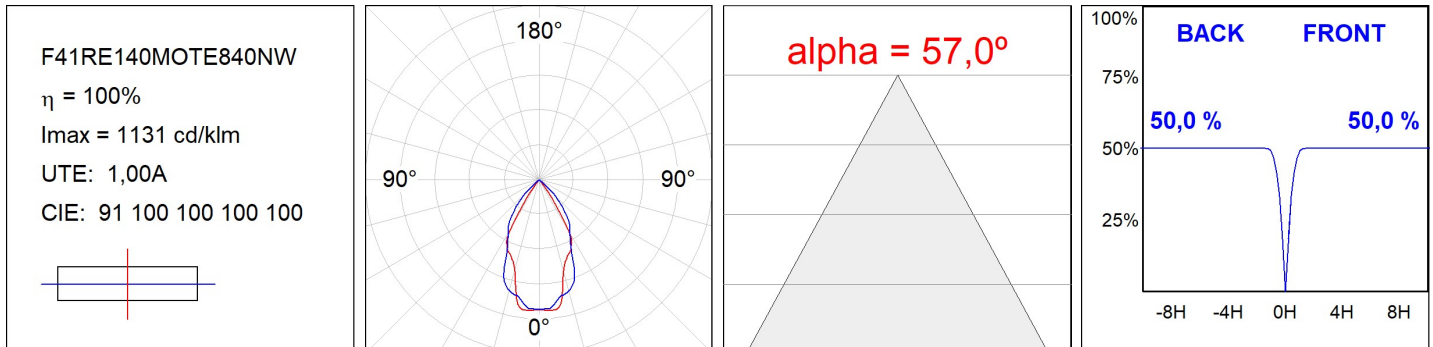 F41RE140MOTE840NW
η = 100%
Imax = 1131 cd/klm
UTE: 1,00A
CIE: 91 100 100 100 100
180°
90° 90°
0°
alpha = 57,0º
100%
BACK FRONT
75%
50,0 % 50,0 %
50%
25%
-8H -4H 0H 4H 8H